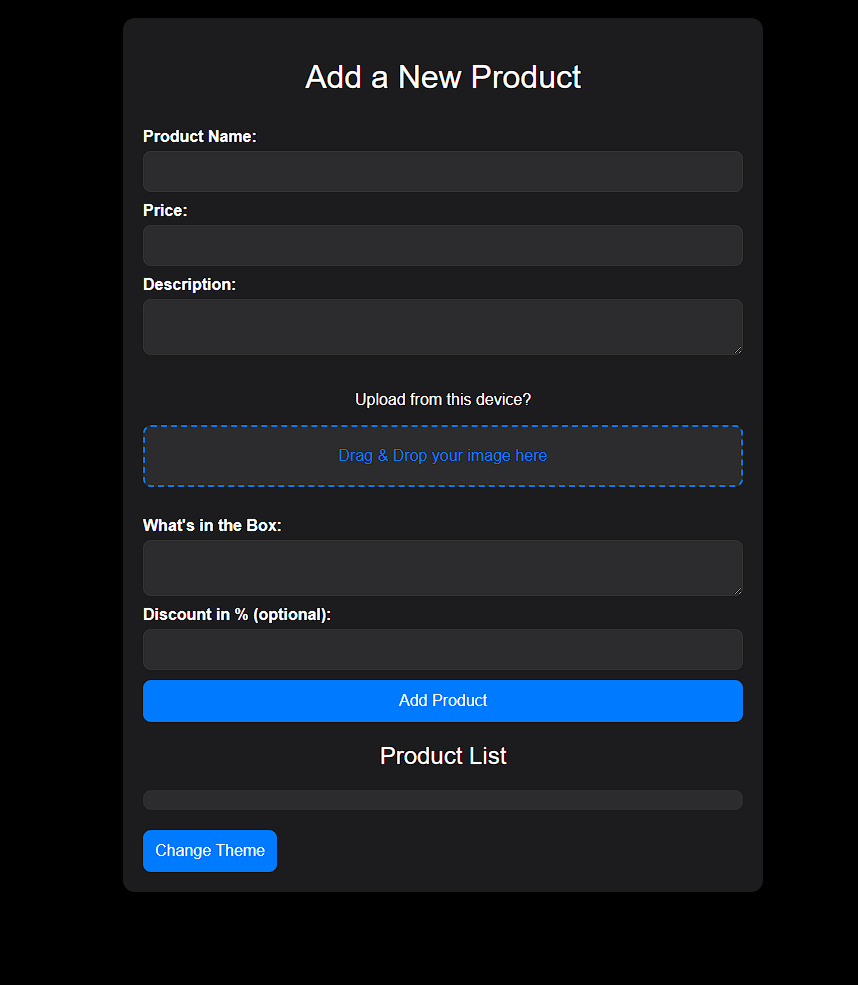 Add a New Product
Product Name:
Price:
Description:
Upload from this device?
Drag & Drop your image here
What's in the Box:
Discount in % (optional):
Add Product
Product List
Change Theme